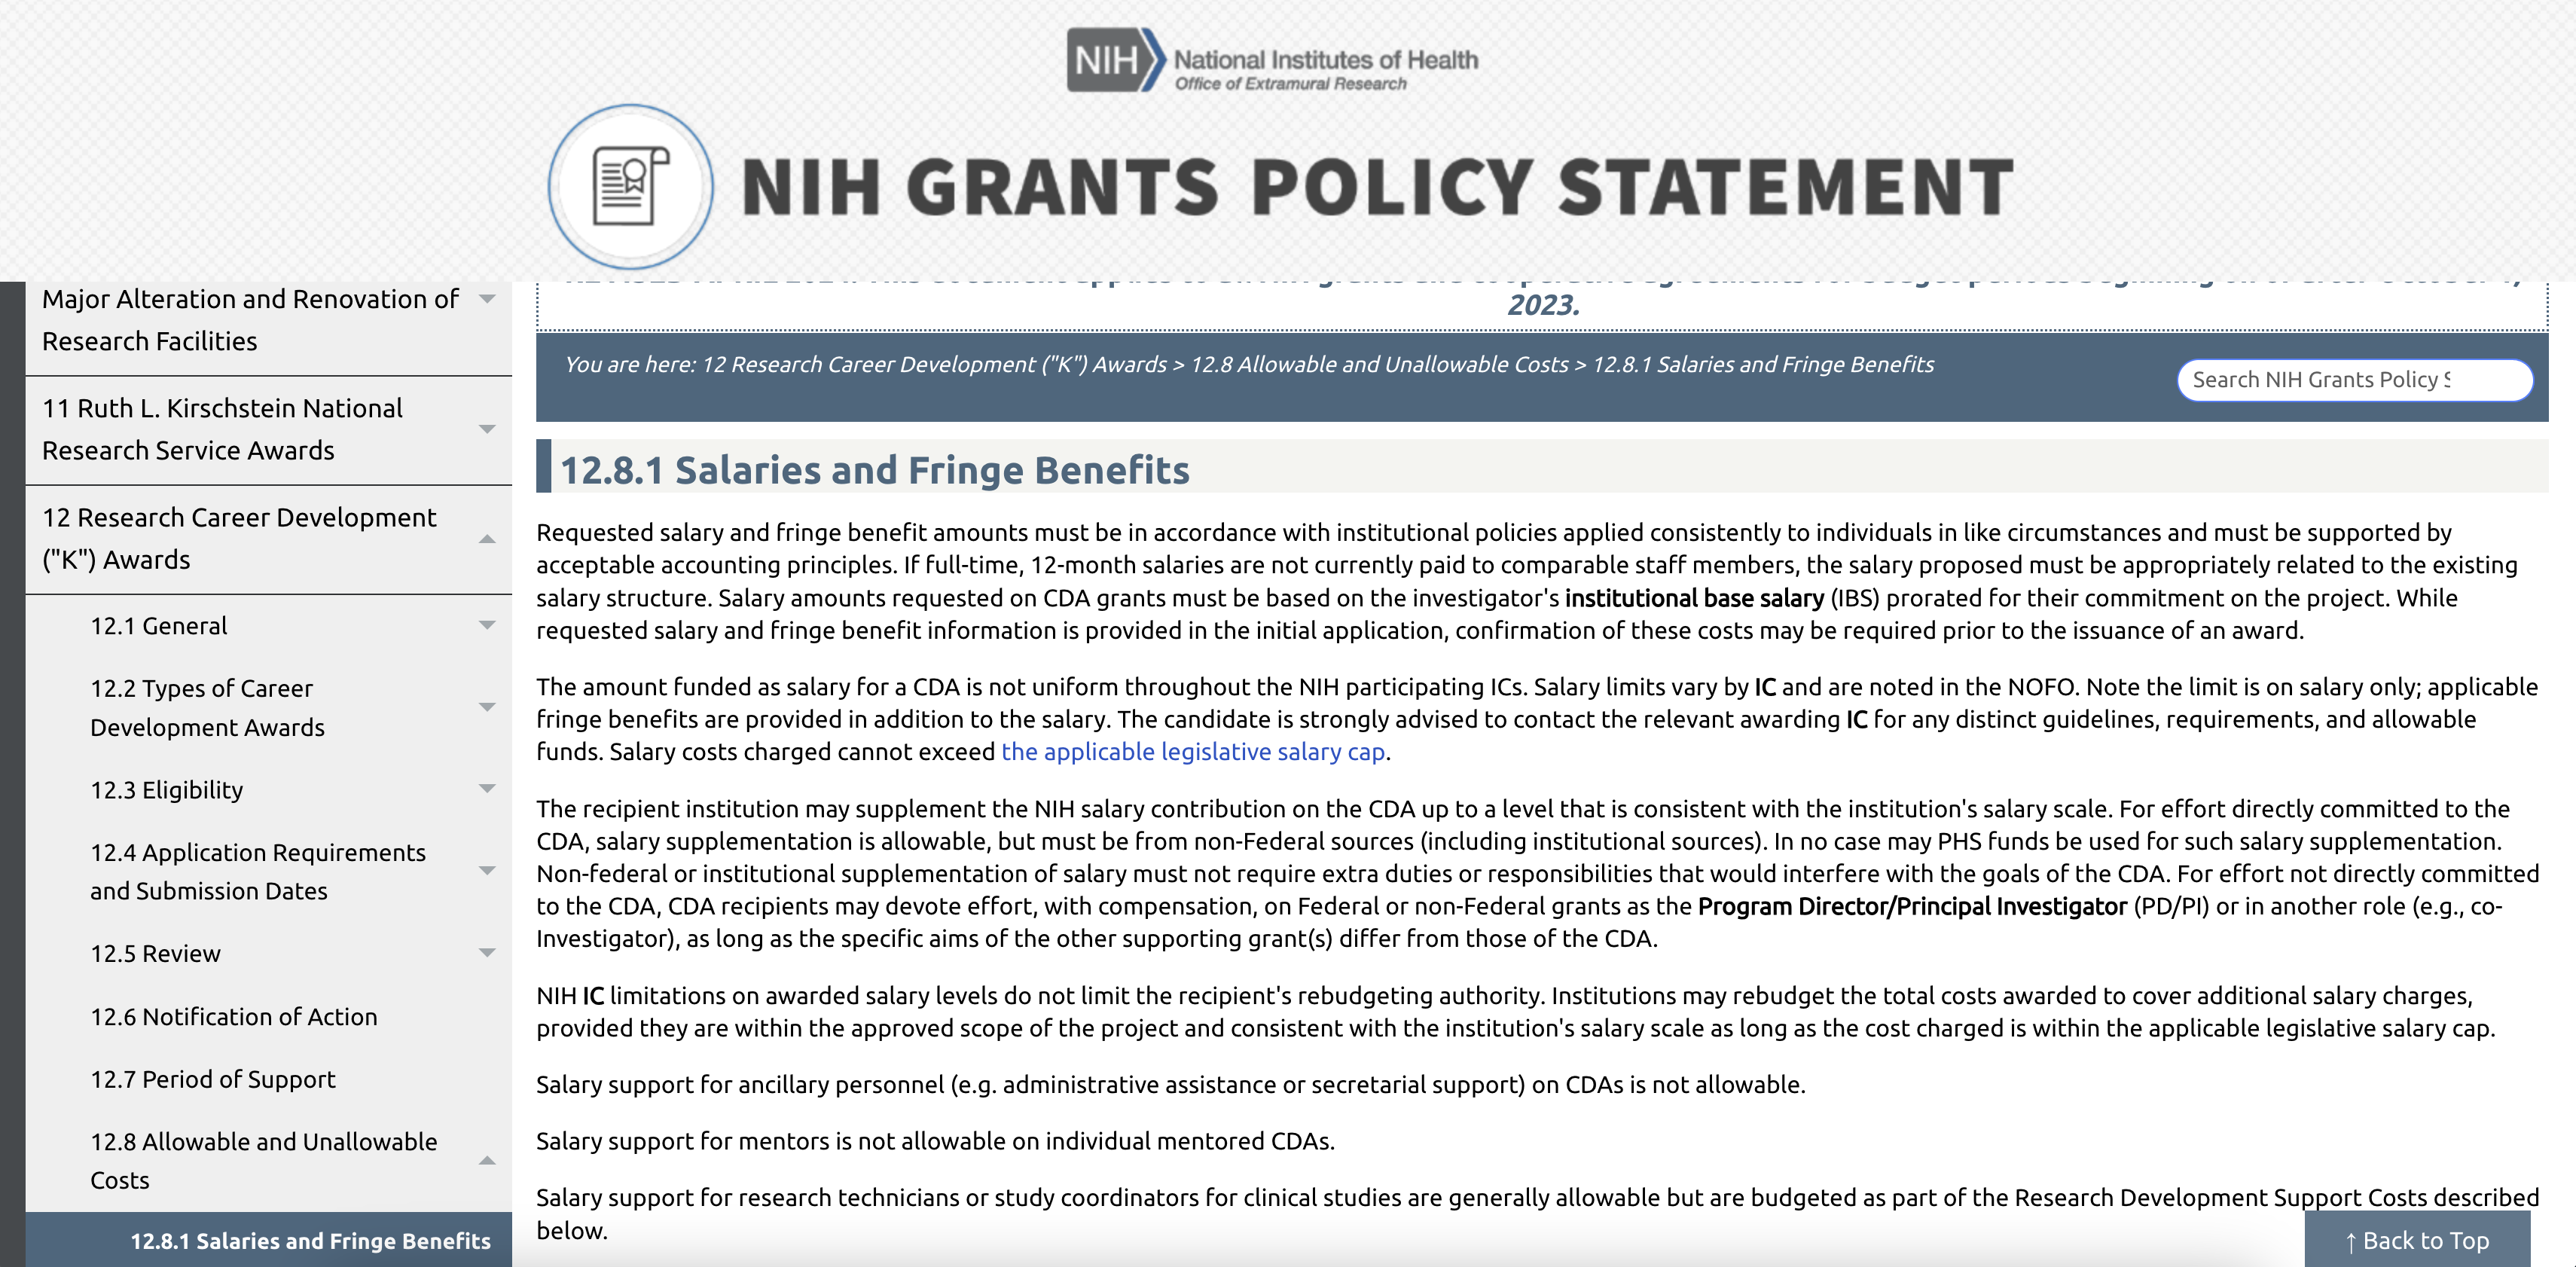 NIH National Institutes of Health
Office of Extramural Research
NIH GRANTS POLICY STATEMENT
Major Alteration and Renovation of
Research Facilities
11 Ruth L. Kirschstein National
Research Service Awards
12 Research Career Development
("K") Awards
12.1 General
12.2 Types of Career
Development Awards
12.3 Eligibility
12.4 Application Requirements
and Submission Dates
12.5 Review
12.6 Notification of Action
12.7 Period of Support
12.8 Allowable and Unallowable
Costs
12.8.1 Salaries and Fringe Benefits
2023.
You are here: 12 Research Career Development ("K") Awards > 12.8 Allowable and Unallowable Costs > 12.8.1 Salaries and Fringe Benefits
Search NIH Grants Policy
12.8.1 Salaries and Fringe Benefits
Requested salary and fringe benefit amounts must be in accordance with institutional policies applied consistently to individuals in like circumstances and must be supported by
acceptable accounting principles. If full-time, 12-month salaries are not currently paid to comparable staff members, the salary proposed must be appropriately related to the existing
salary structure. Salary amounts requested on CDA grants must be based on the investigator's institutional base salary (IBS) prorated for their commitment on the project. While
requested salary and fringe benefit information is provided in the initial application, confirmation of these costs may be required prior to the issuance of an award.
The amount funded as salary for a CDA is not uniform throughout the NIH participating ICs. Salary limits vary by IC and are noted in the NOFO. Note the limit is on salary only; applicable
fringe benefits are provided in addition to the salary. The candidate is strongly advised to contact the relevant awarding IC for any distinct guidelines, requirements, and allowable
funds. Salary costs charged cannot exceed the applicable legislative salary cap.
The recipient institution may supplement the NIH salary contribution on the CDA up to a level that is consistent with the institution's salary scale. For effort directly committed to the
CDA, salary supplementation is allowable, but must be from non-Federal sources (including institutional sources). In no case may PHS funds be used for such salary supplementation.
Non-federal or institutional supplementation of salary must not require extra duties or responsibilities that would interfere with the goals of the CDA. For effort not directly committed
to the CDA, CDA recipients may devote effort, with compensation, on Federal or non-Federal grants as the Program Director/Principal Investigator (PD/PI) or in another role (e.g., co-
Investigator), as long as the specific aims of the other supporting grant(s) differ from those of the CDA.
NIH IC limitations on awarded salary levels do not limit the recipient's rebudgeting authority. Institutions may rebudget the total costs awarded to cover additional salary charges,
provided they are within the approved scope of the project and consistent with the institution's salary scale as long as the cost charged is within the applicable legislative salary cap.
Salary support for ancillary personnel (e.g. administrative assistance or secretarial support) on CDAs is not allowable.
Salary support for mentors is not allowable on individual mentored CDAs.
Salary support for research technicians or study coordinators for clinical studies are generally allowable but are budgeted as part of the Research Development Support Costs described
below.
↑ Back to Top